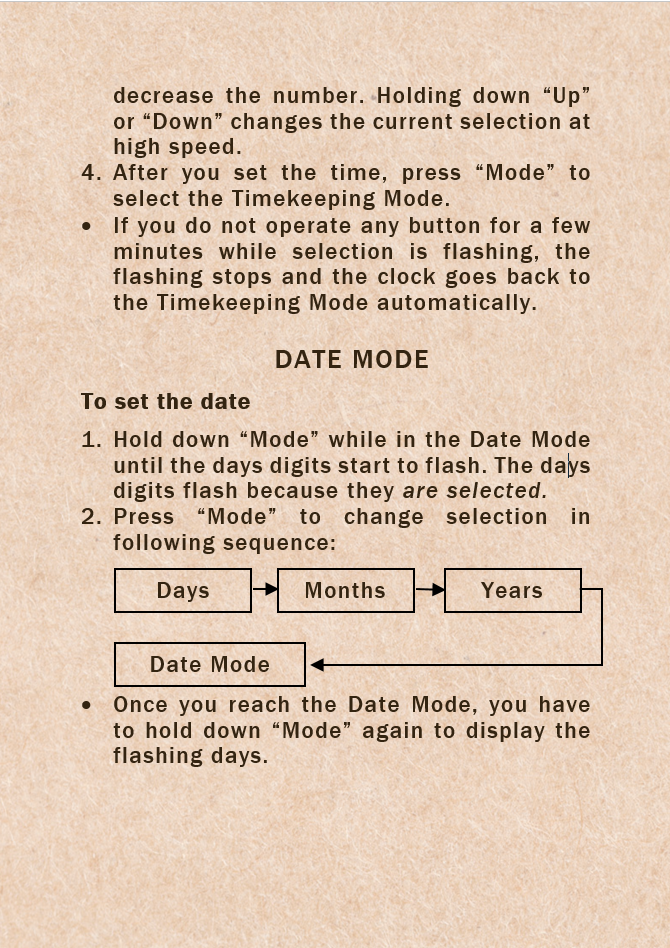 decrease the number. Holding down “Up”
or “Down” changes the current selection at
high speed.
4. After you set the time, press “Mode” to
select the Timekeeping Mode.
• If you do not operate any button for a few
minutes while selection is flashing, the
flashing stops and the clock goes back to
the Timekeeping Mode automatically.
DATE MODE
To set the date
1. Hold down “Mode” while in the Date Mode
until the days digits start to flash. The days
digits flash because they are selected.
2. Press “Mode” to change selection in
following sequence:
Days Months Years
Date Mode
• Once you reach the Date Mode, you have
to hold down “Mode” again to display the
flashing days.